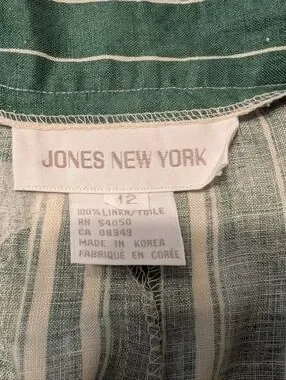 JONES NEW YORK
12
100% LINEN/TOILE
RN 54050
CA 08349
MADE IN KOREA
FABRIQUÉ EN CORÉE